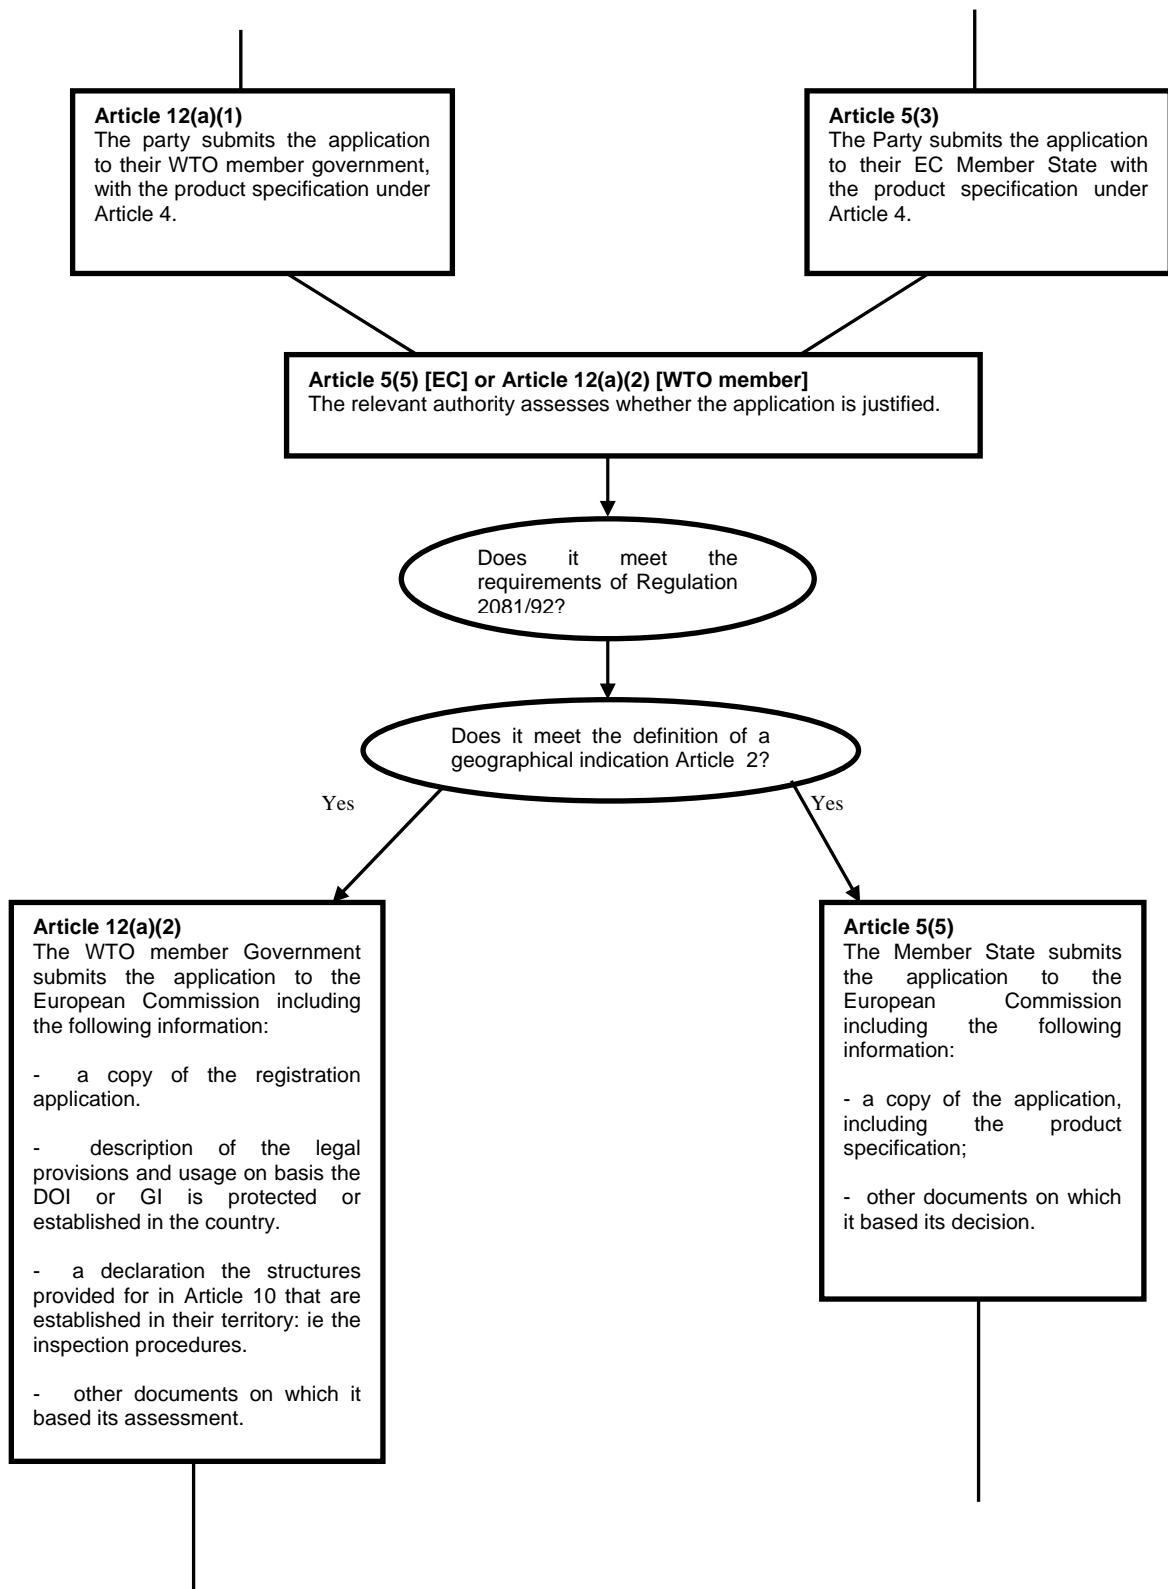 Article 12(a)(1)
The party submits the application
to their WTO member government,
with the product specification under
Article 4.
Article 5(3)
The Party submits the application
to their EC Member State with
the product specification under
Article 4.
Article 5(5) [EC] or Article 12(a)(2) [WTO member]
The relevant authority assesses whether the application is justified.
Does it meet the
requirements of Regulation
2081/92?
Does it meet the definition of a
geographical indication Article 2?
Yes
Yes
Article 12(a)(2)
The WTO member Government
submits the application to the
European Commission including
the following information:
- a copy of the registration
application.
- description of the legal
provisions and usage on basis the
DOI or GI is protected or
established in the country.
- a declaration the structures
provided for in Article 10 that are
established in their territory: ie the
inspection procedures.
- other documents on which it
based its assessment.
Article 5(5)
The Member State submits
the application to the
European Commission
including the following
information:
- a copy of the application,
including the product
specification;
- other documents on which
it based its decision.